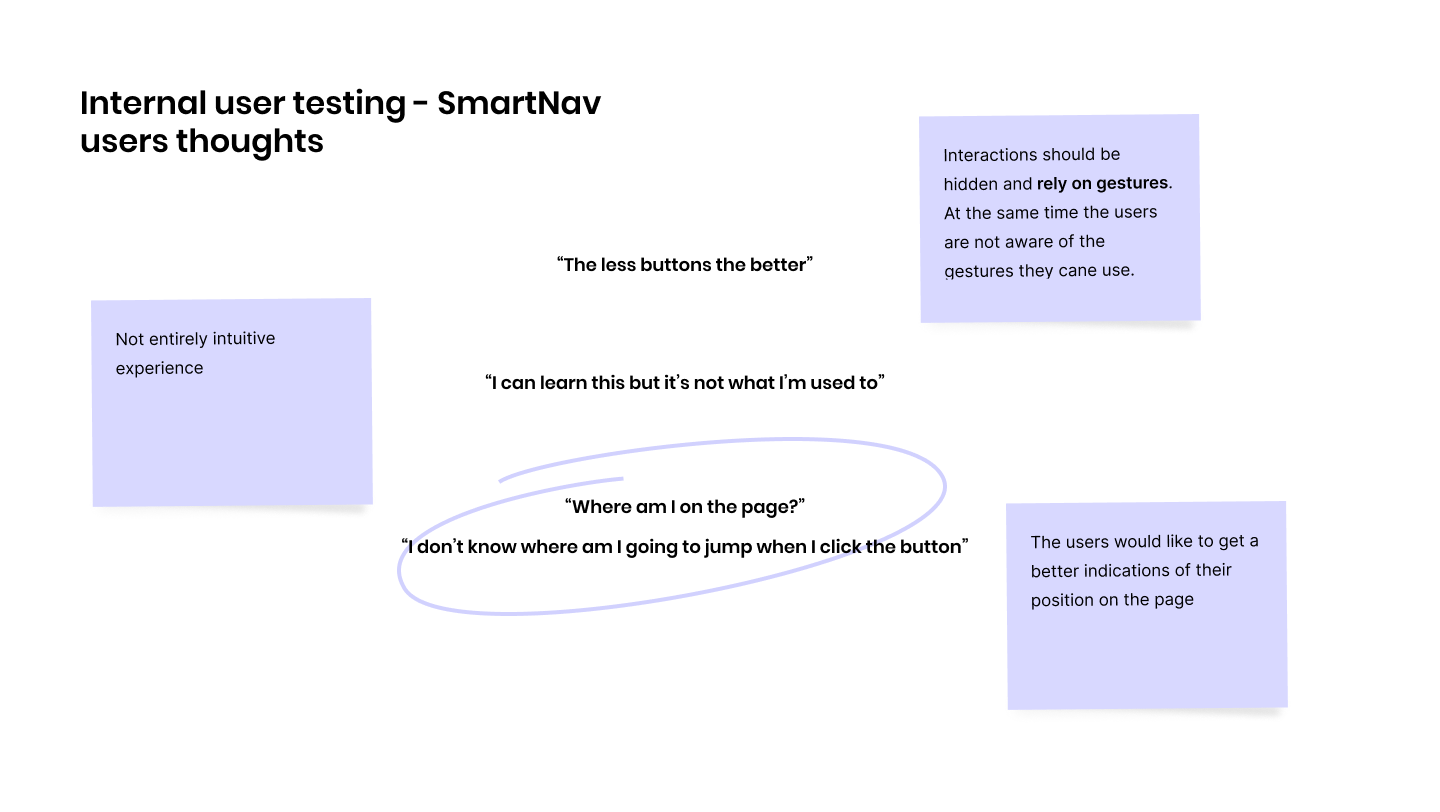 Internal user testing - SmartNav
users thoughts
Interactions should be
hidden and rely on gestures.
At the same time the users
are not aware of the
gestures they cane use.
“The less buttons the better”
Not entirely intuitive
experience
“I can learn this but it’s not what I’m used to”
“Where am I on the page?”
“I don’t know where am I going to jump when I click the button”
The users would like to get a
better indications of their
position on the page